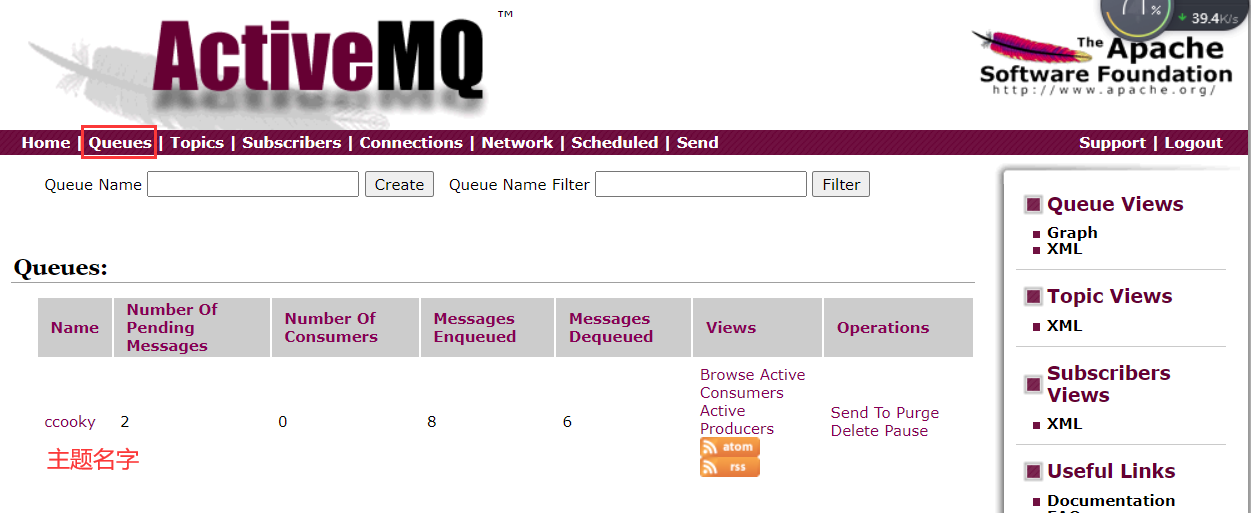 ActiveMQ ™
The Apache
Software Foundation
http://www.apache.org/
% 39.4K/s
Home | Queues | Topics | Subscribers | Connections | Network | Scheduled | Send
Support | Logout
Queue Name Create Queue Name Filter Filter
Queues:
Name
Number Of
Pending
Messages
Number Of
Consumers
Messages
Enqueued
Messages
Dequeued
Views
Operations
ccooky
2
0
8
6
Browse Active
Consumers
Active
Producers
atom
rss
Send To Purge
Delete Pause
主题名字
Queue Views
Graph
XML
Topic Views
XML
Subscribers
Views
XML
Useful Links
Documentation